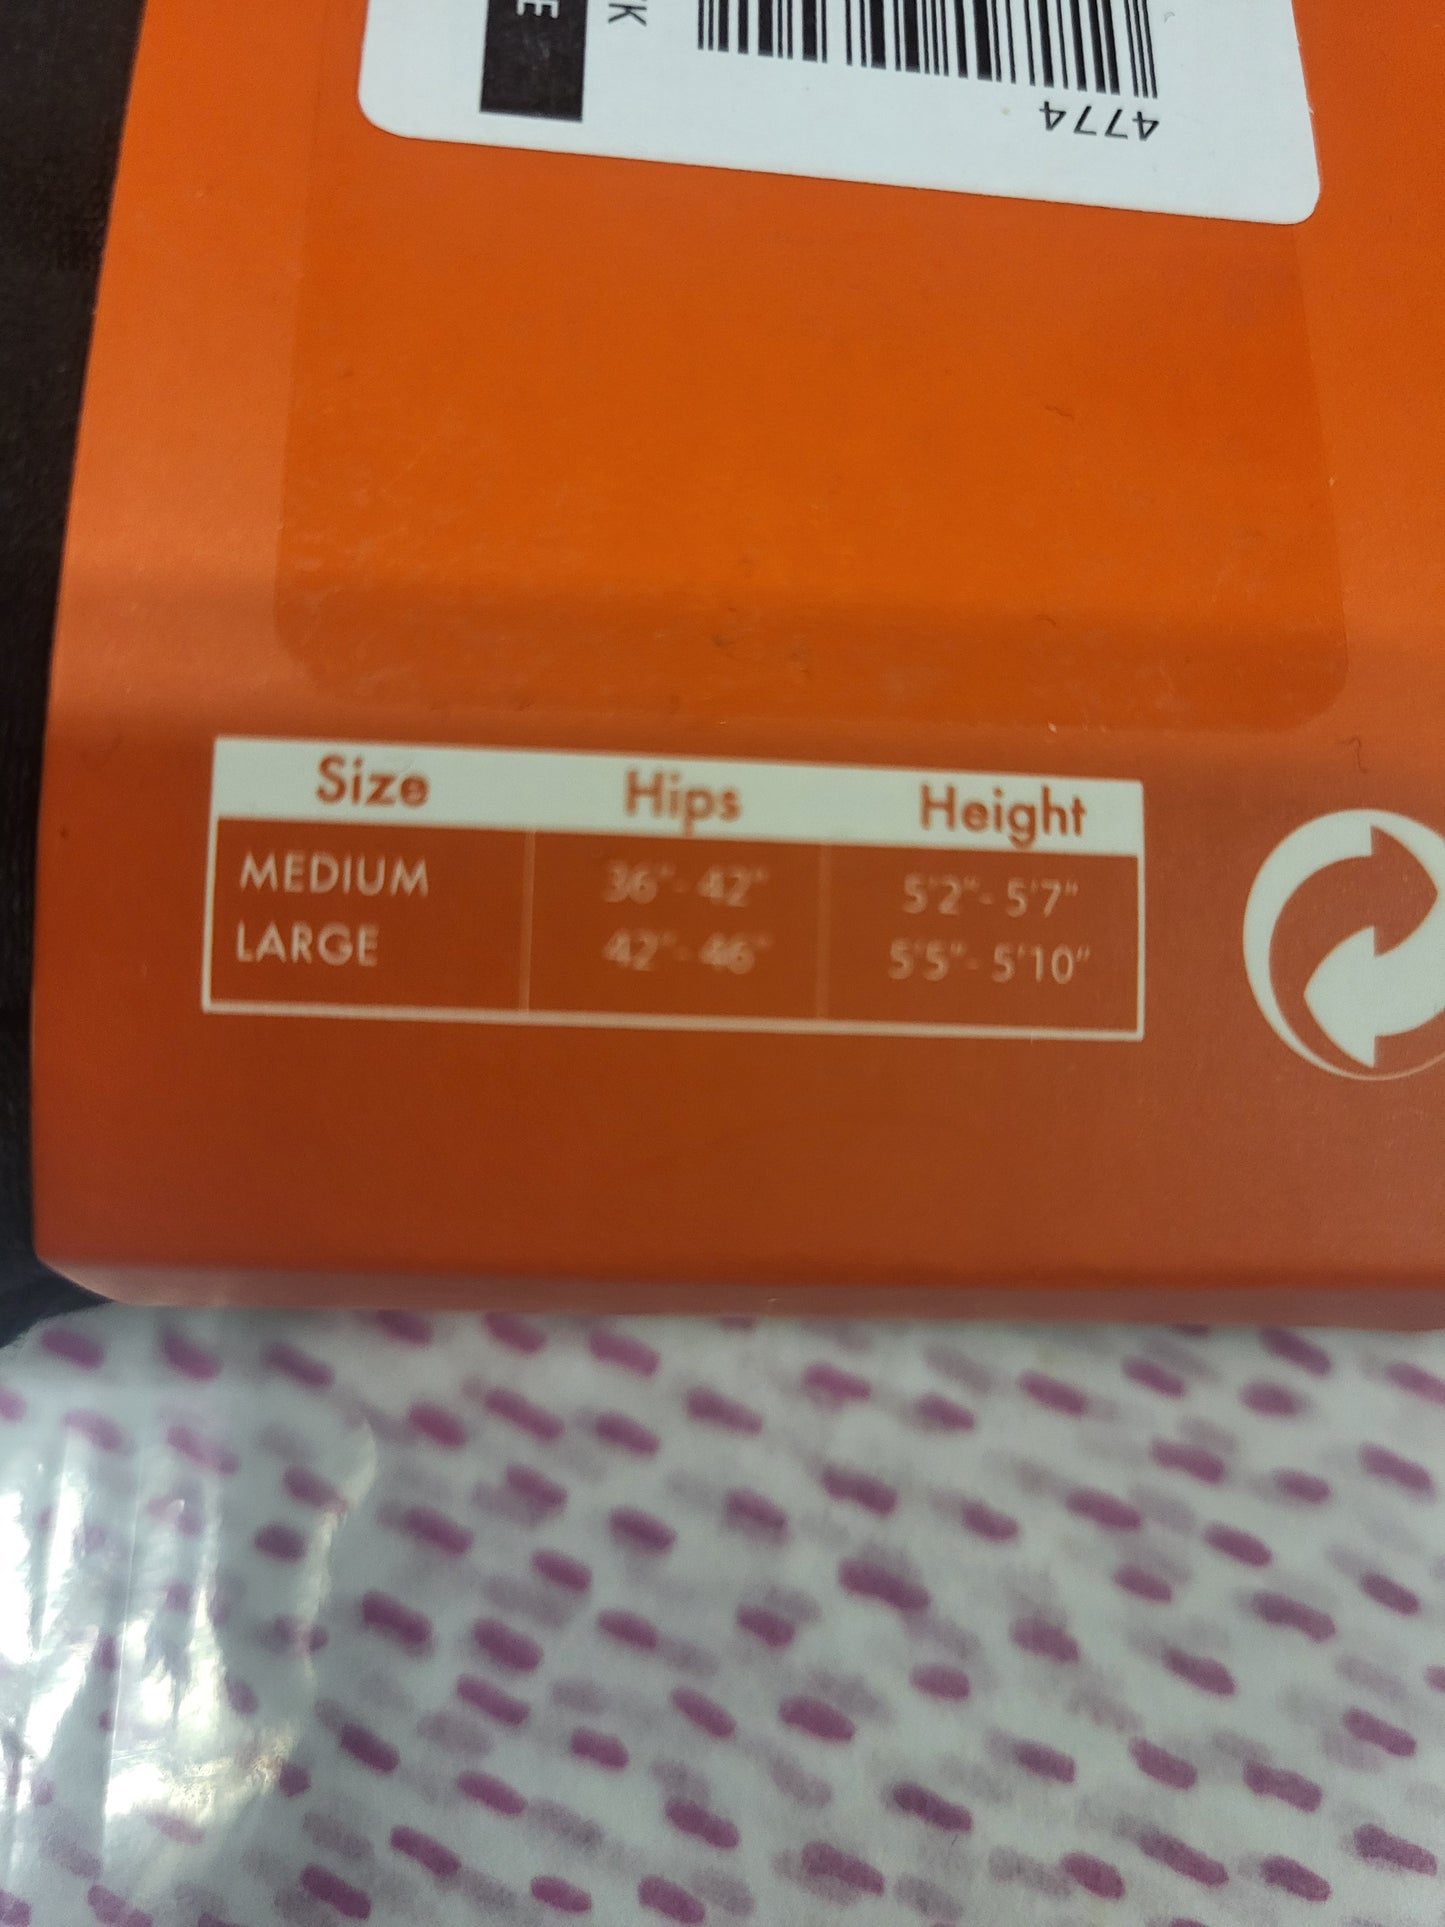 E
K
4774
Size Hips Height
MEDIUM 36"- 42" 5'2"- 5'7"
LARGE 42"- 46" 5'5"- 5'10"